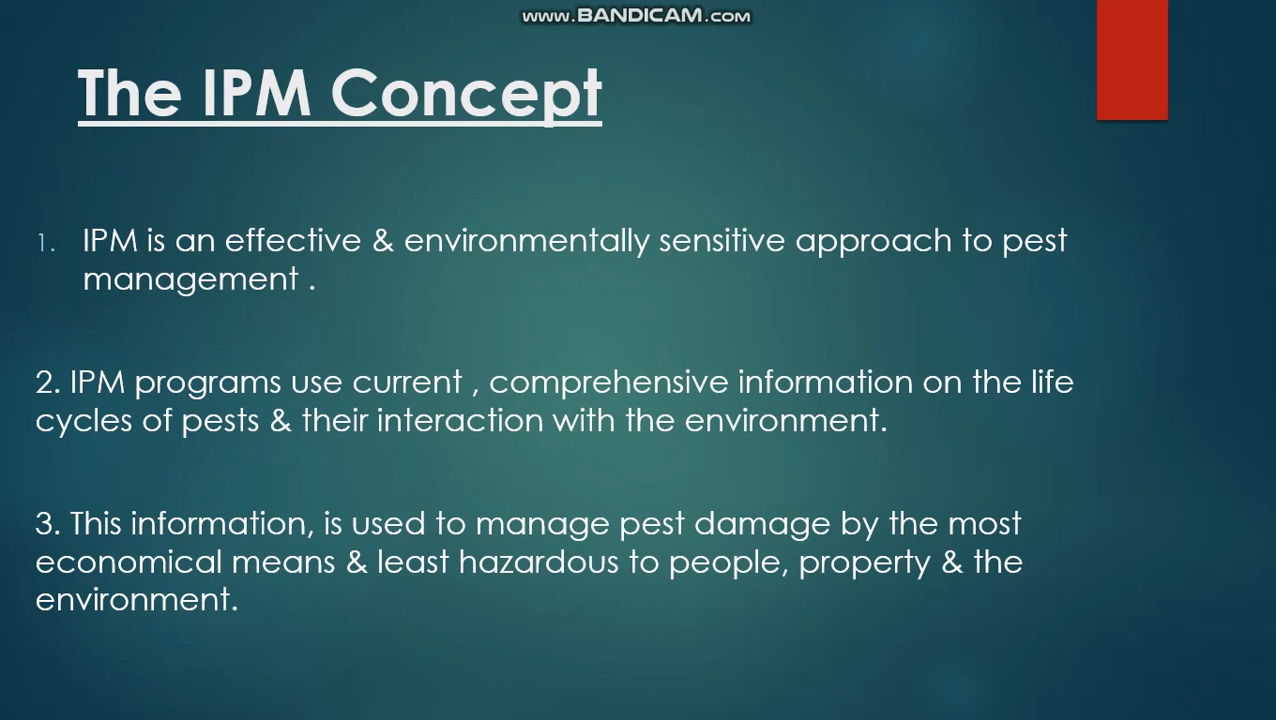 www.BANDICAM.com
The IPM Concept
1. IPM is an effective & environmentally sensitive approach to pest
management .
2. IPM programs use current , comprehensive information on the life
cycles of pests & their interaction with the environment.
3. This information, is used to manage pest damage by the most
economical means & least hazardous to people, property & the
environment.